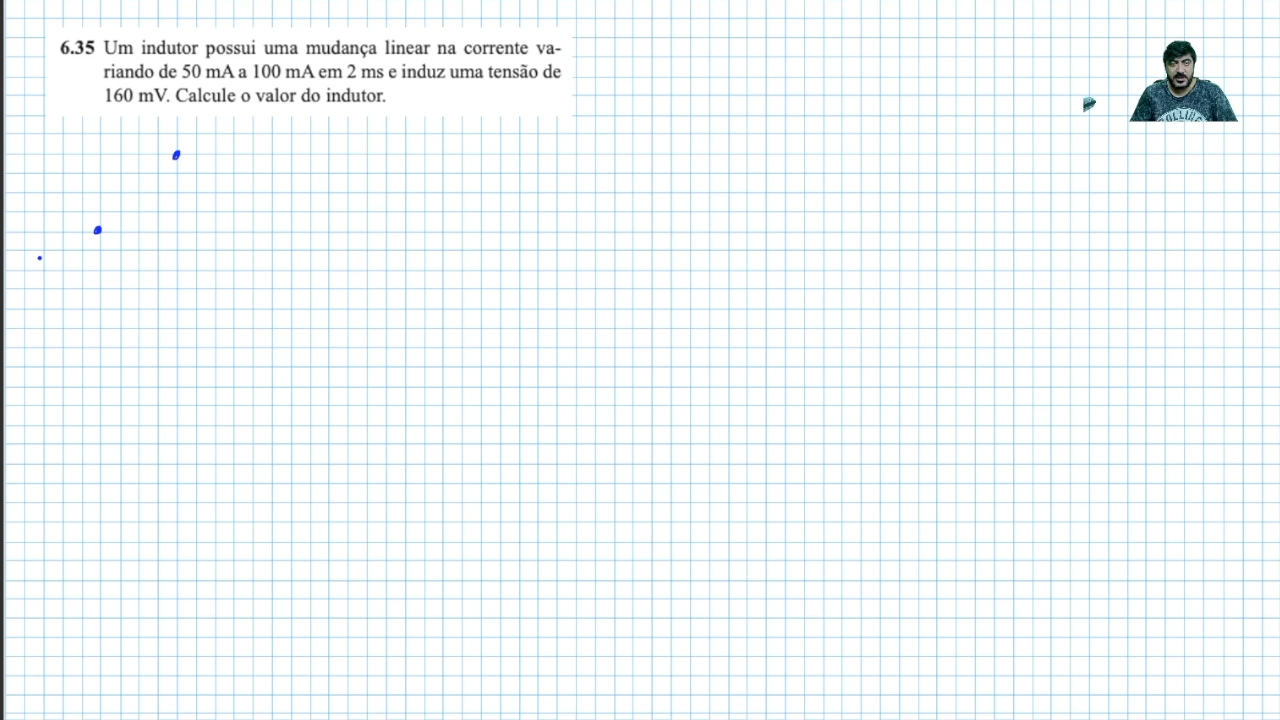 6.35 Um indutor possui uma mudança linear na corrente va-
riando de 50 mA a 100 mA em 2 ms e induz uma tensão de
160 mV. Calcule o valor do indutor.